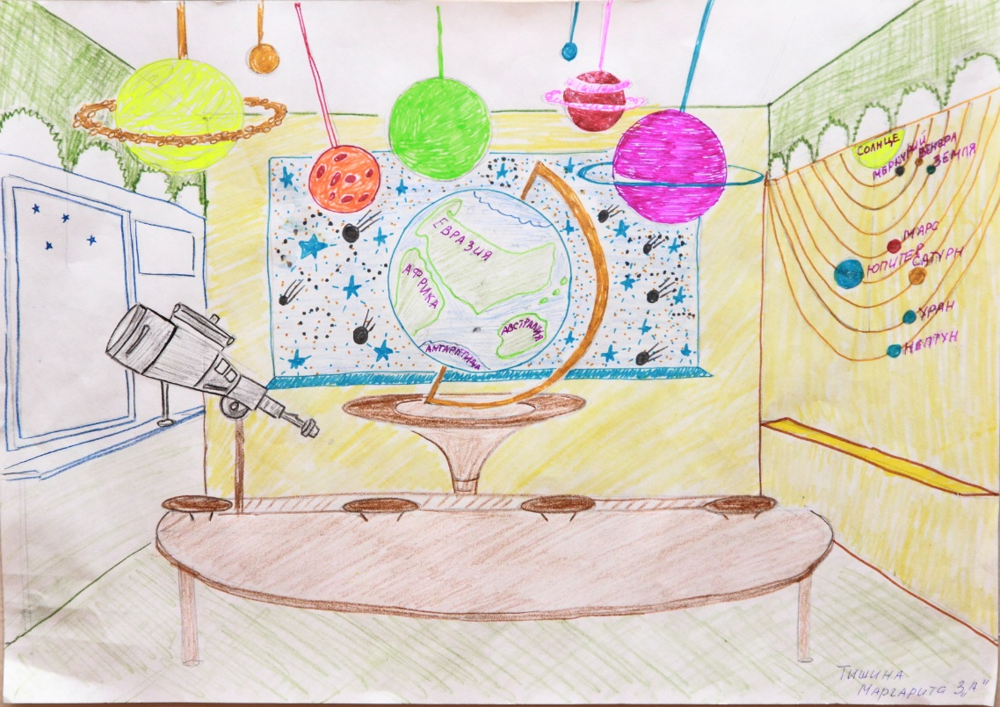 ЕВРАЗИЯ
АФРИКА
АВСТРАЛИЯ
АНТАРКТИДА
СОЛНЦЕ
МЕРКУРИЙ
ВЕНЕРА
ЗЕМЛЯ
МАРС
ЮПИТЕР
САТУРН
УРАН
НЕПТУН
Тишина
Маргарита 3„А"